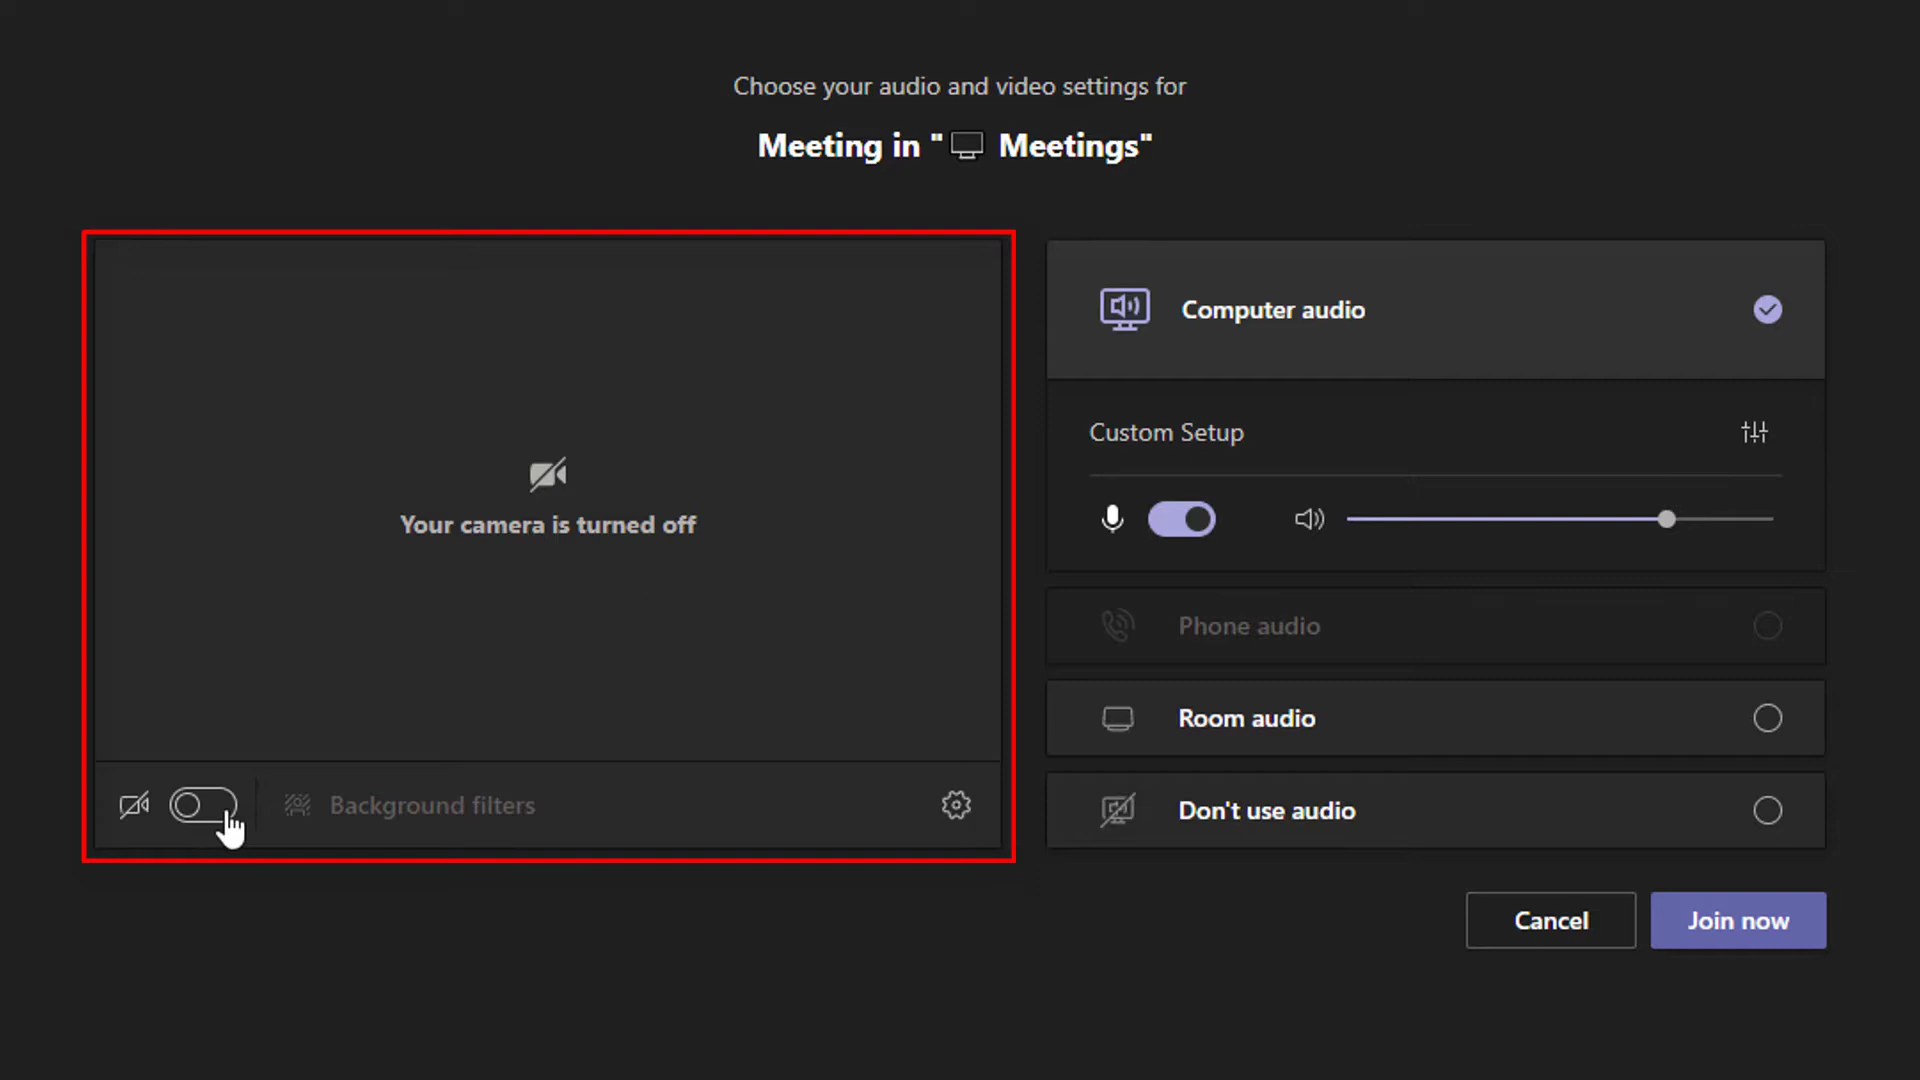 Choose your audio and video settings for
Meeting in "🖵 Meetings"
Your camera is turned off
Background filters
Computer audio
Custom Setup
Phone audio
Room audio
Don't use audio
Cancel
Join now